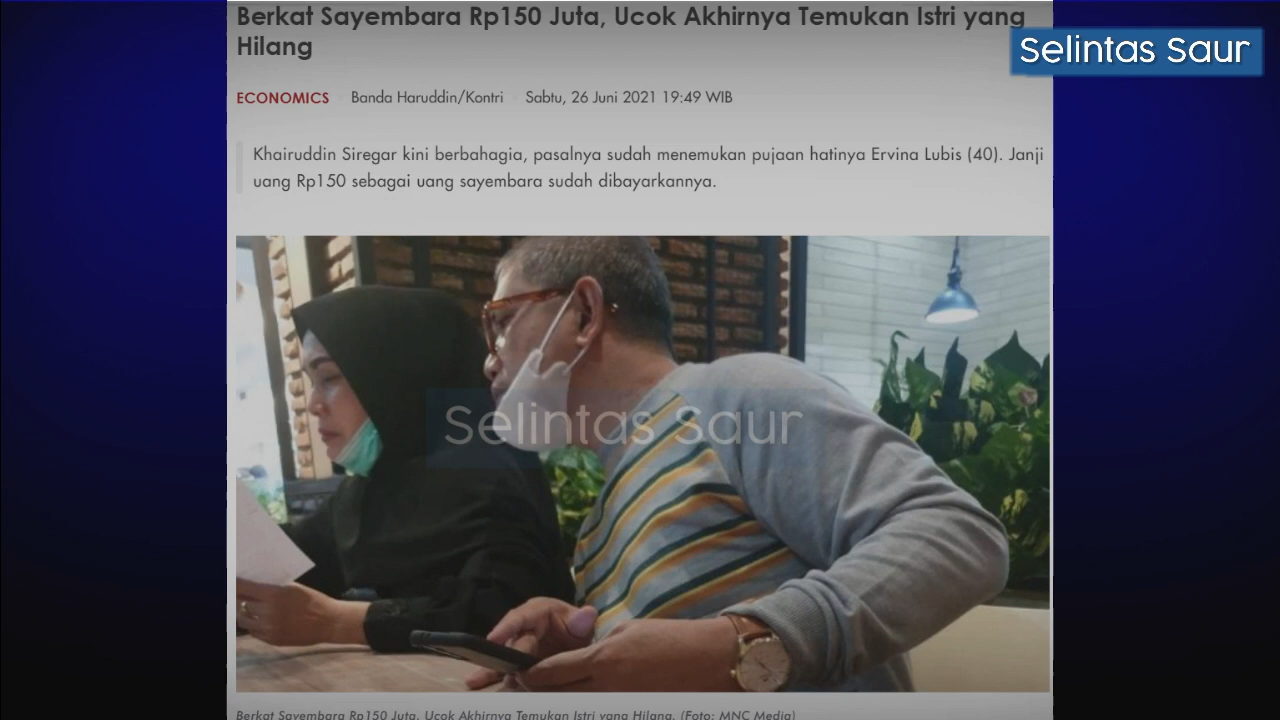 Berkat Sayembara Rp150 Juta, Ucok Akhirnya Temukan Istri yang
Hilang
Selintas Saur
ECONOMICS Banda Haruddin/Kontri Sabtu, 26 Juni 2021 19:49 WIB
Khairuddin Siregar kini berbahagia, pasalnya sudah menemukan pujaan hatinya Ervina Lubis (40). Janji
uang Rp150 sebagai uang sayembara sudah dibayarkannya.
Selintas Saur
Berkat Sayembara Rp150 Juta, Ucok Akhirnya Temukan Istri yang Hilang. (Foto: MNC Media)